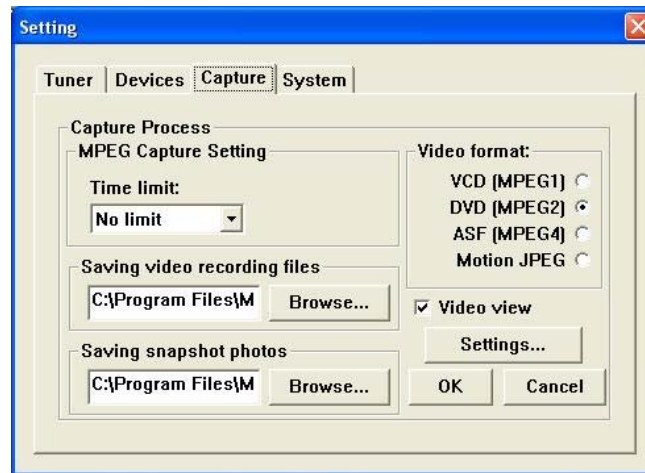 Setting
Tuner Devices Capture System
Capture Process
MPEG Capture Setting
Time limit:
No limit
Saving video recording files
C:\Program Files\M
Browse...
Saving snapshot photos
C:\Program Files\M
Browse...
Video format:
VCD (MPEG1)
DVD (MPEG2)
ASF (MPEG4)
Motion JPEG
Video view
Settings...
OK Cancel